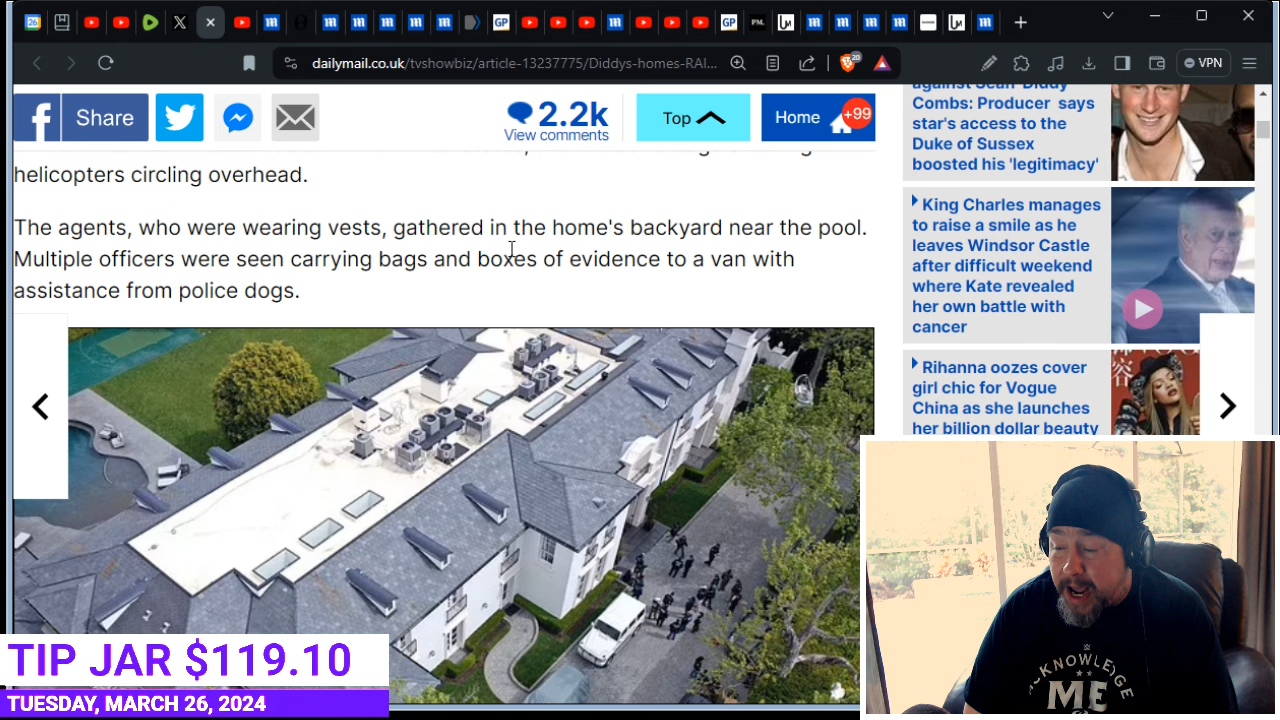 dailymail.co.uk/tvshowbiz/article-13237775/Diddys-homes-RAI...
20
VPN
Share
2.2k
View comments
Top
Home
+99
helicopters circling overhead.
The agents, who were wearing vests, gathered in the home's backyard near the pool.
Multiple officers were seen carrying bags and boxes of evidence to a van with
assistance from police dogs.
against Sean 'Diddy'
Combs: Producer says
star's access to the
Duke of Sussex
boosted his 'legitimacy'
King Charles manages
to raise a smile as he
leaves Windsor Castle
after difficult weekend
where Kate revealed
her own battle with
cancer
Rihanna oozes cover
girl chic for Vogue
China as she launches
her billion dollar beauty
TIP JAR $119.10
TUESDAY, MARCH 26, 2024
ACKNOWLEDGE
ME